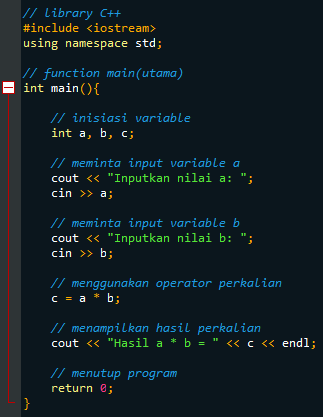 // library C++
#include <iostream>
using namespace std;
// function main(utama)
int main(){
// inisiasi variable
int a, b, c;
// meminta input variable a
cout << "Inputkan nilai a: ";
cin >> a;
// meminta input variable b
cout << "Inputkan nilai b: ";
cin >> b;
// menggunakan operator perkalian
c = a * b;
// menampilkan hasil perkalian
cout << "Hasil a * b = " << c << endl;
// menutup program
return 0;
}